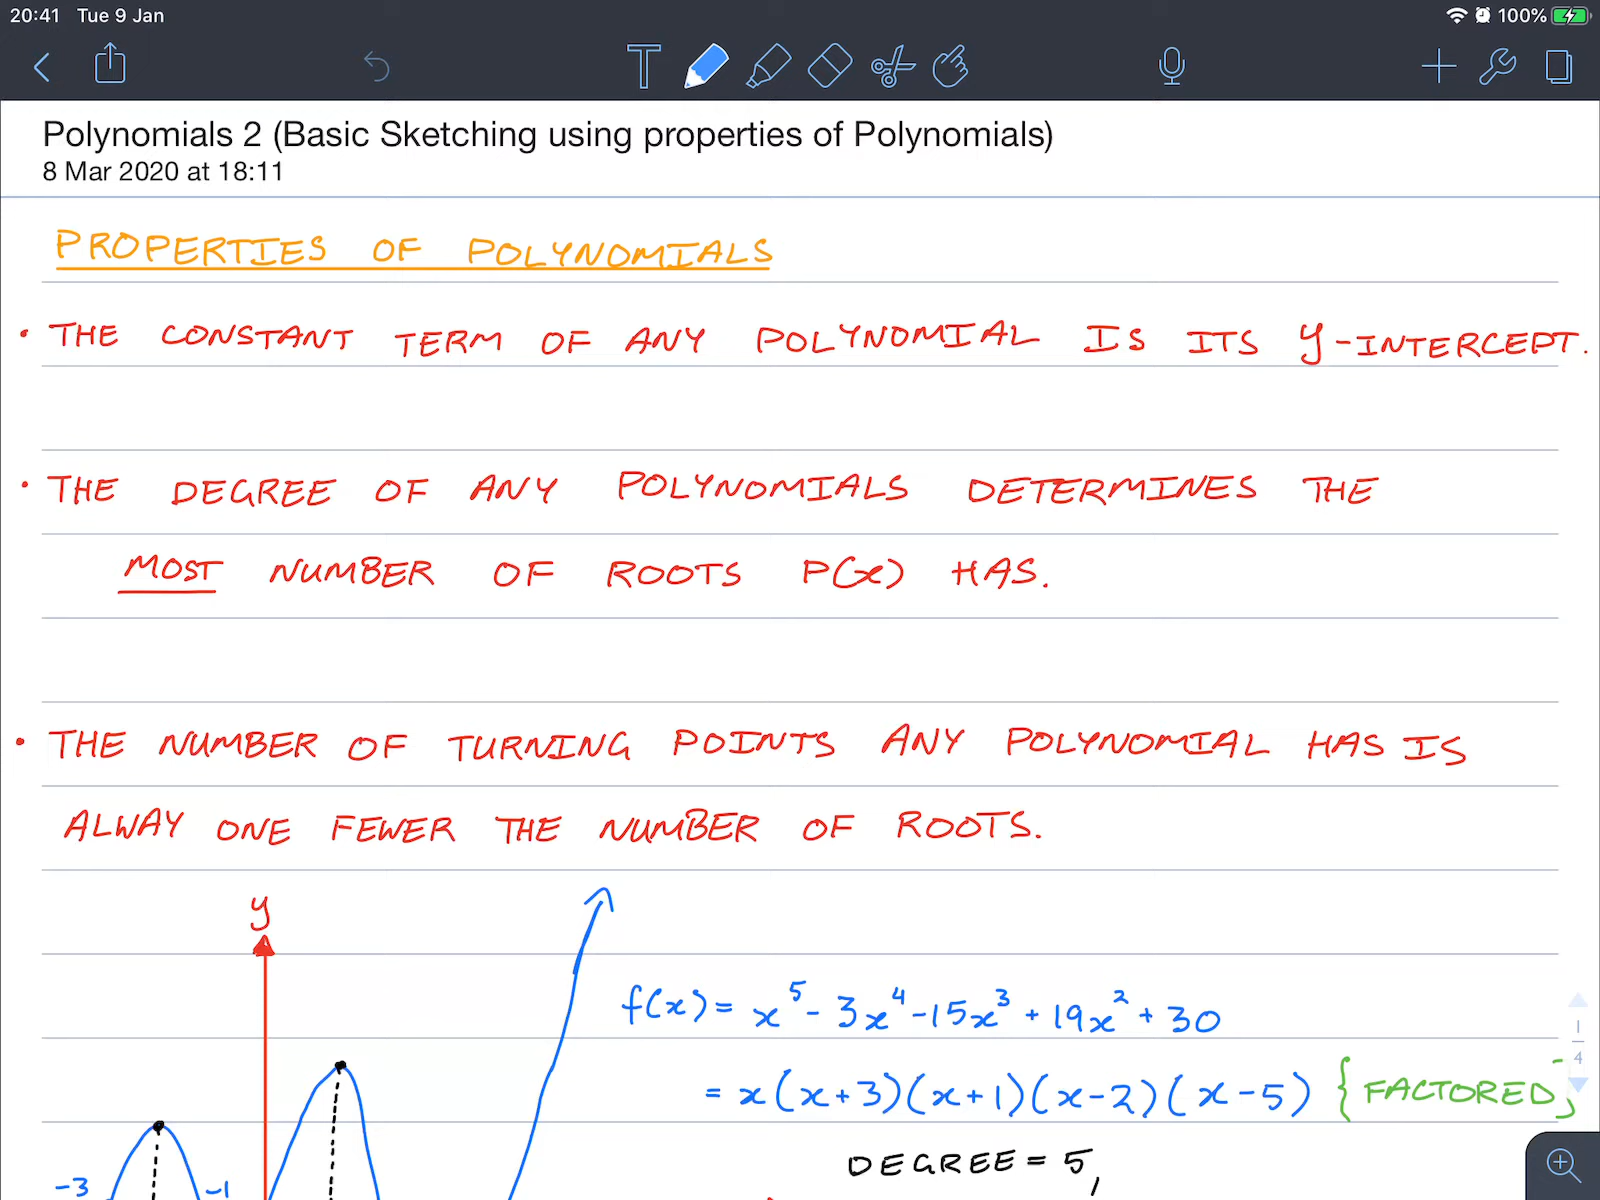 20:41 Tue 9 Jan 100%
Polynomials 2 (Basic Sketching using properties of Polynomials)
8 Mar 2020 at 18:11
PROPERTIES OF POLYNOMIALS
• THE CONSTANT TERM OF ANY POLYNOMIAL IS ITS y-INTERCEPT.
• THE DEGREE OF ANY POLYNOMIALS DETERMINES THE
MOST NUMBER OF ROOTS P(x) HAS.
• THE NUMBER OF TURNING POINTS ANY POLYNOMIAL HAS IS
ALWAY ONE FEWER THE NUMBER OF ROOTS.
y
f(x) = x⁵ - 3x⁴ - 15x³ + 19x² + 30
= x(x+3)(x+1)(x-2)(x-5) {FACTORED}
1/4
DEGREE = 5,
-3 -1